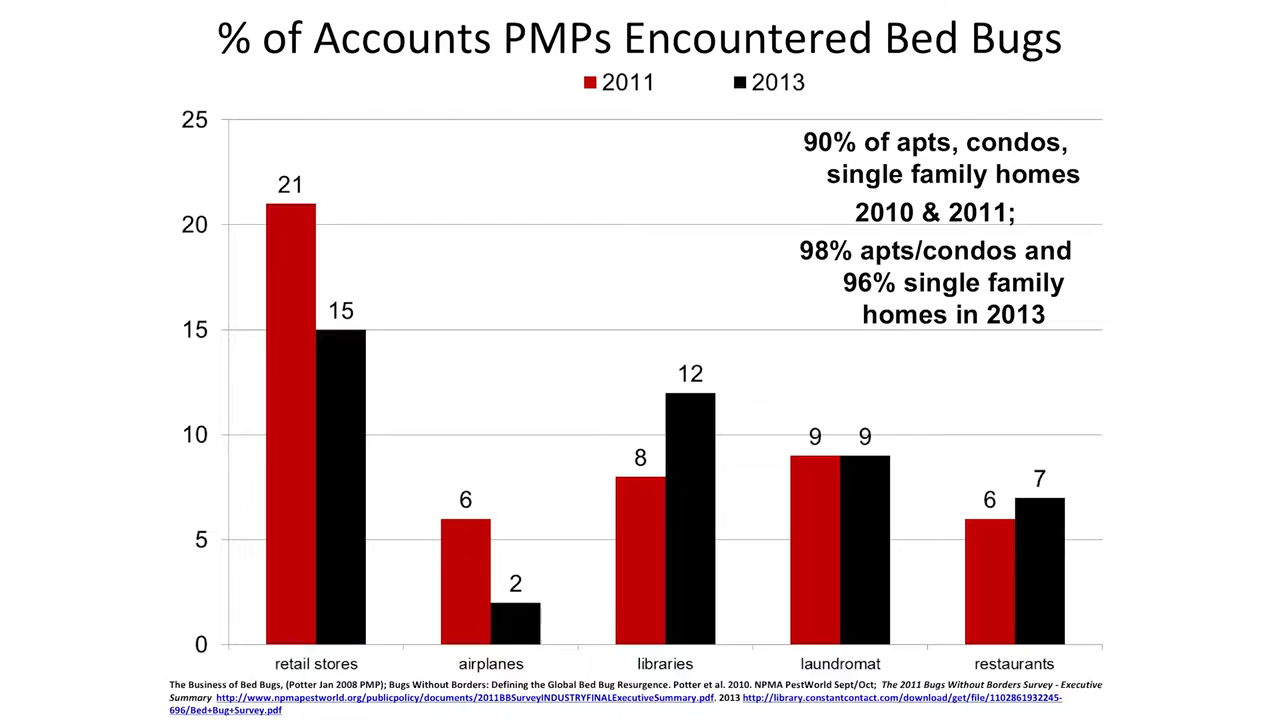 % of Accounts PMPs Encountered Bed Bugs
2011 2013
25
90% of apts, condos,
single family homes
2010 & 2011;
98% apts/condos and
96% single family
homes in 2013
21
20
15
15
12
10
9 9
8
7
6
6
5
2
0
retail stores airplanes libraries laundromat restaurants
The Business of Bed Bugs, (Potter Jan 2008 PMP); Bugs Without Borders: Defining the Global Bed Bug Resurgence. Potter et al. 2010. NPMA PestWorld Sept/Oct; The 2011 Bugs Without Borders Survey - Executive
Summary http://www.npmapestworld.org/publicpolicy/documents/2011BBSurveyINDUSTRYFINALExecutiveSummary.pdf. 2013 http://library.constantcontact.com/download/get/file/1102861932245-
696/Bed+Bug+Survey.pdf